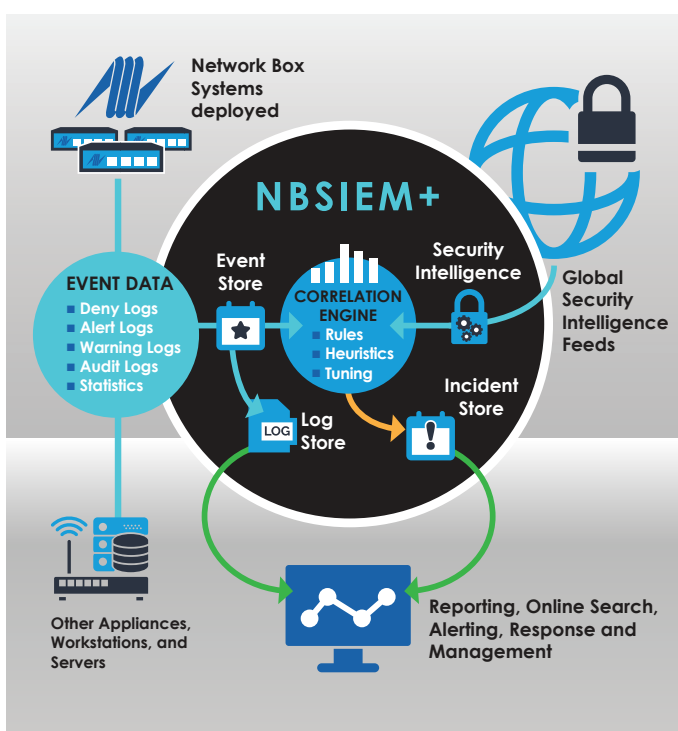 Network Box
Systems
deployed
NBSIEM+
EVENT DATA
Deny Logs
Alert Logs
Warning Logs
Audit Logs
Statistics
Event
Store
CORRELATION
ENGINE
Rules
Heuristics
Tuning
Security
Intelligence
Global
Security
Intelligence
Feeds
LOG
Log
Store
!
Incident
Store
Other Appliances,
Workstations, and
Servers
Reporting, Online Search,
Alerting, Response and
Management